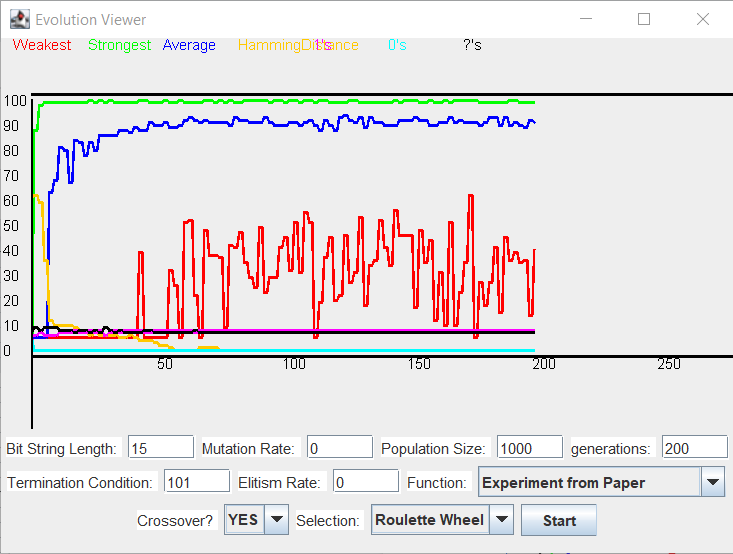 Evolution Viewer
Weakest Strongest Average HammingDistance 1's 0's ?'s
100
90
80
70
60
50
40
30
20
10
0
50 100 150 200 250
Bit String Length: 15 Mutation Rate: 0 Population Size: 1000 generations: 200
Termination Condition: 101 Elitism Rate: 0 Function: Experiment from Paper
Crossover? YES Selection: Roulette Wheel Start